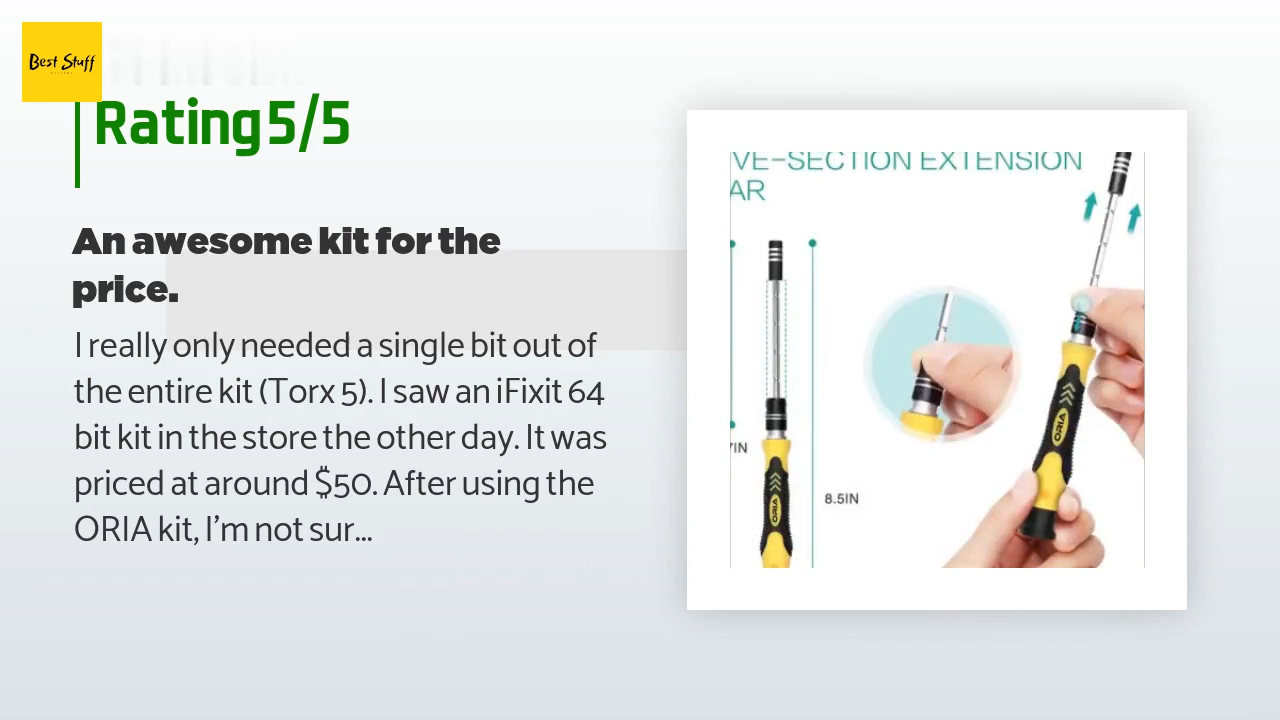 Best Stuff
Rating 5/5
An awesome kit for the
price.
I really only needed a single bit out of
the entire kit (Torx 5). I saw an iFixit 64
bit kit in the store the other day. It was
priced at around $50. After using the
ORIA kit, I'm not sur...
VE-SECTION EXTENSION
AR
7IN
8.5IN
ORIA
ORIA